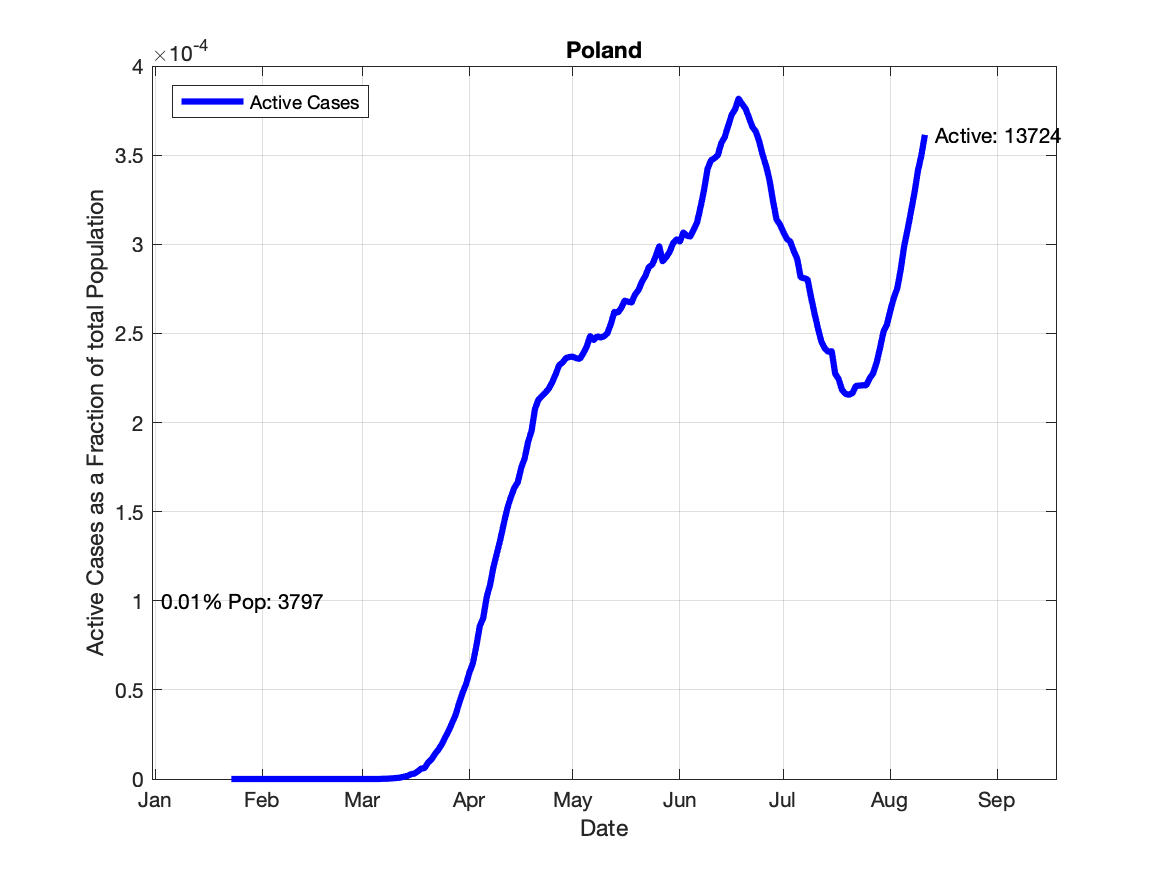 Poland
×10-4
4
3.5
3
2.5
2
1.5
1
0.5
0
Active Cases as a Fraction of total Population
Active Cases
Active: 13724
0.01% Pop: 3797
Jan Feb Mar Apr May Jun Jul Aug Sep
Date